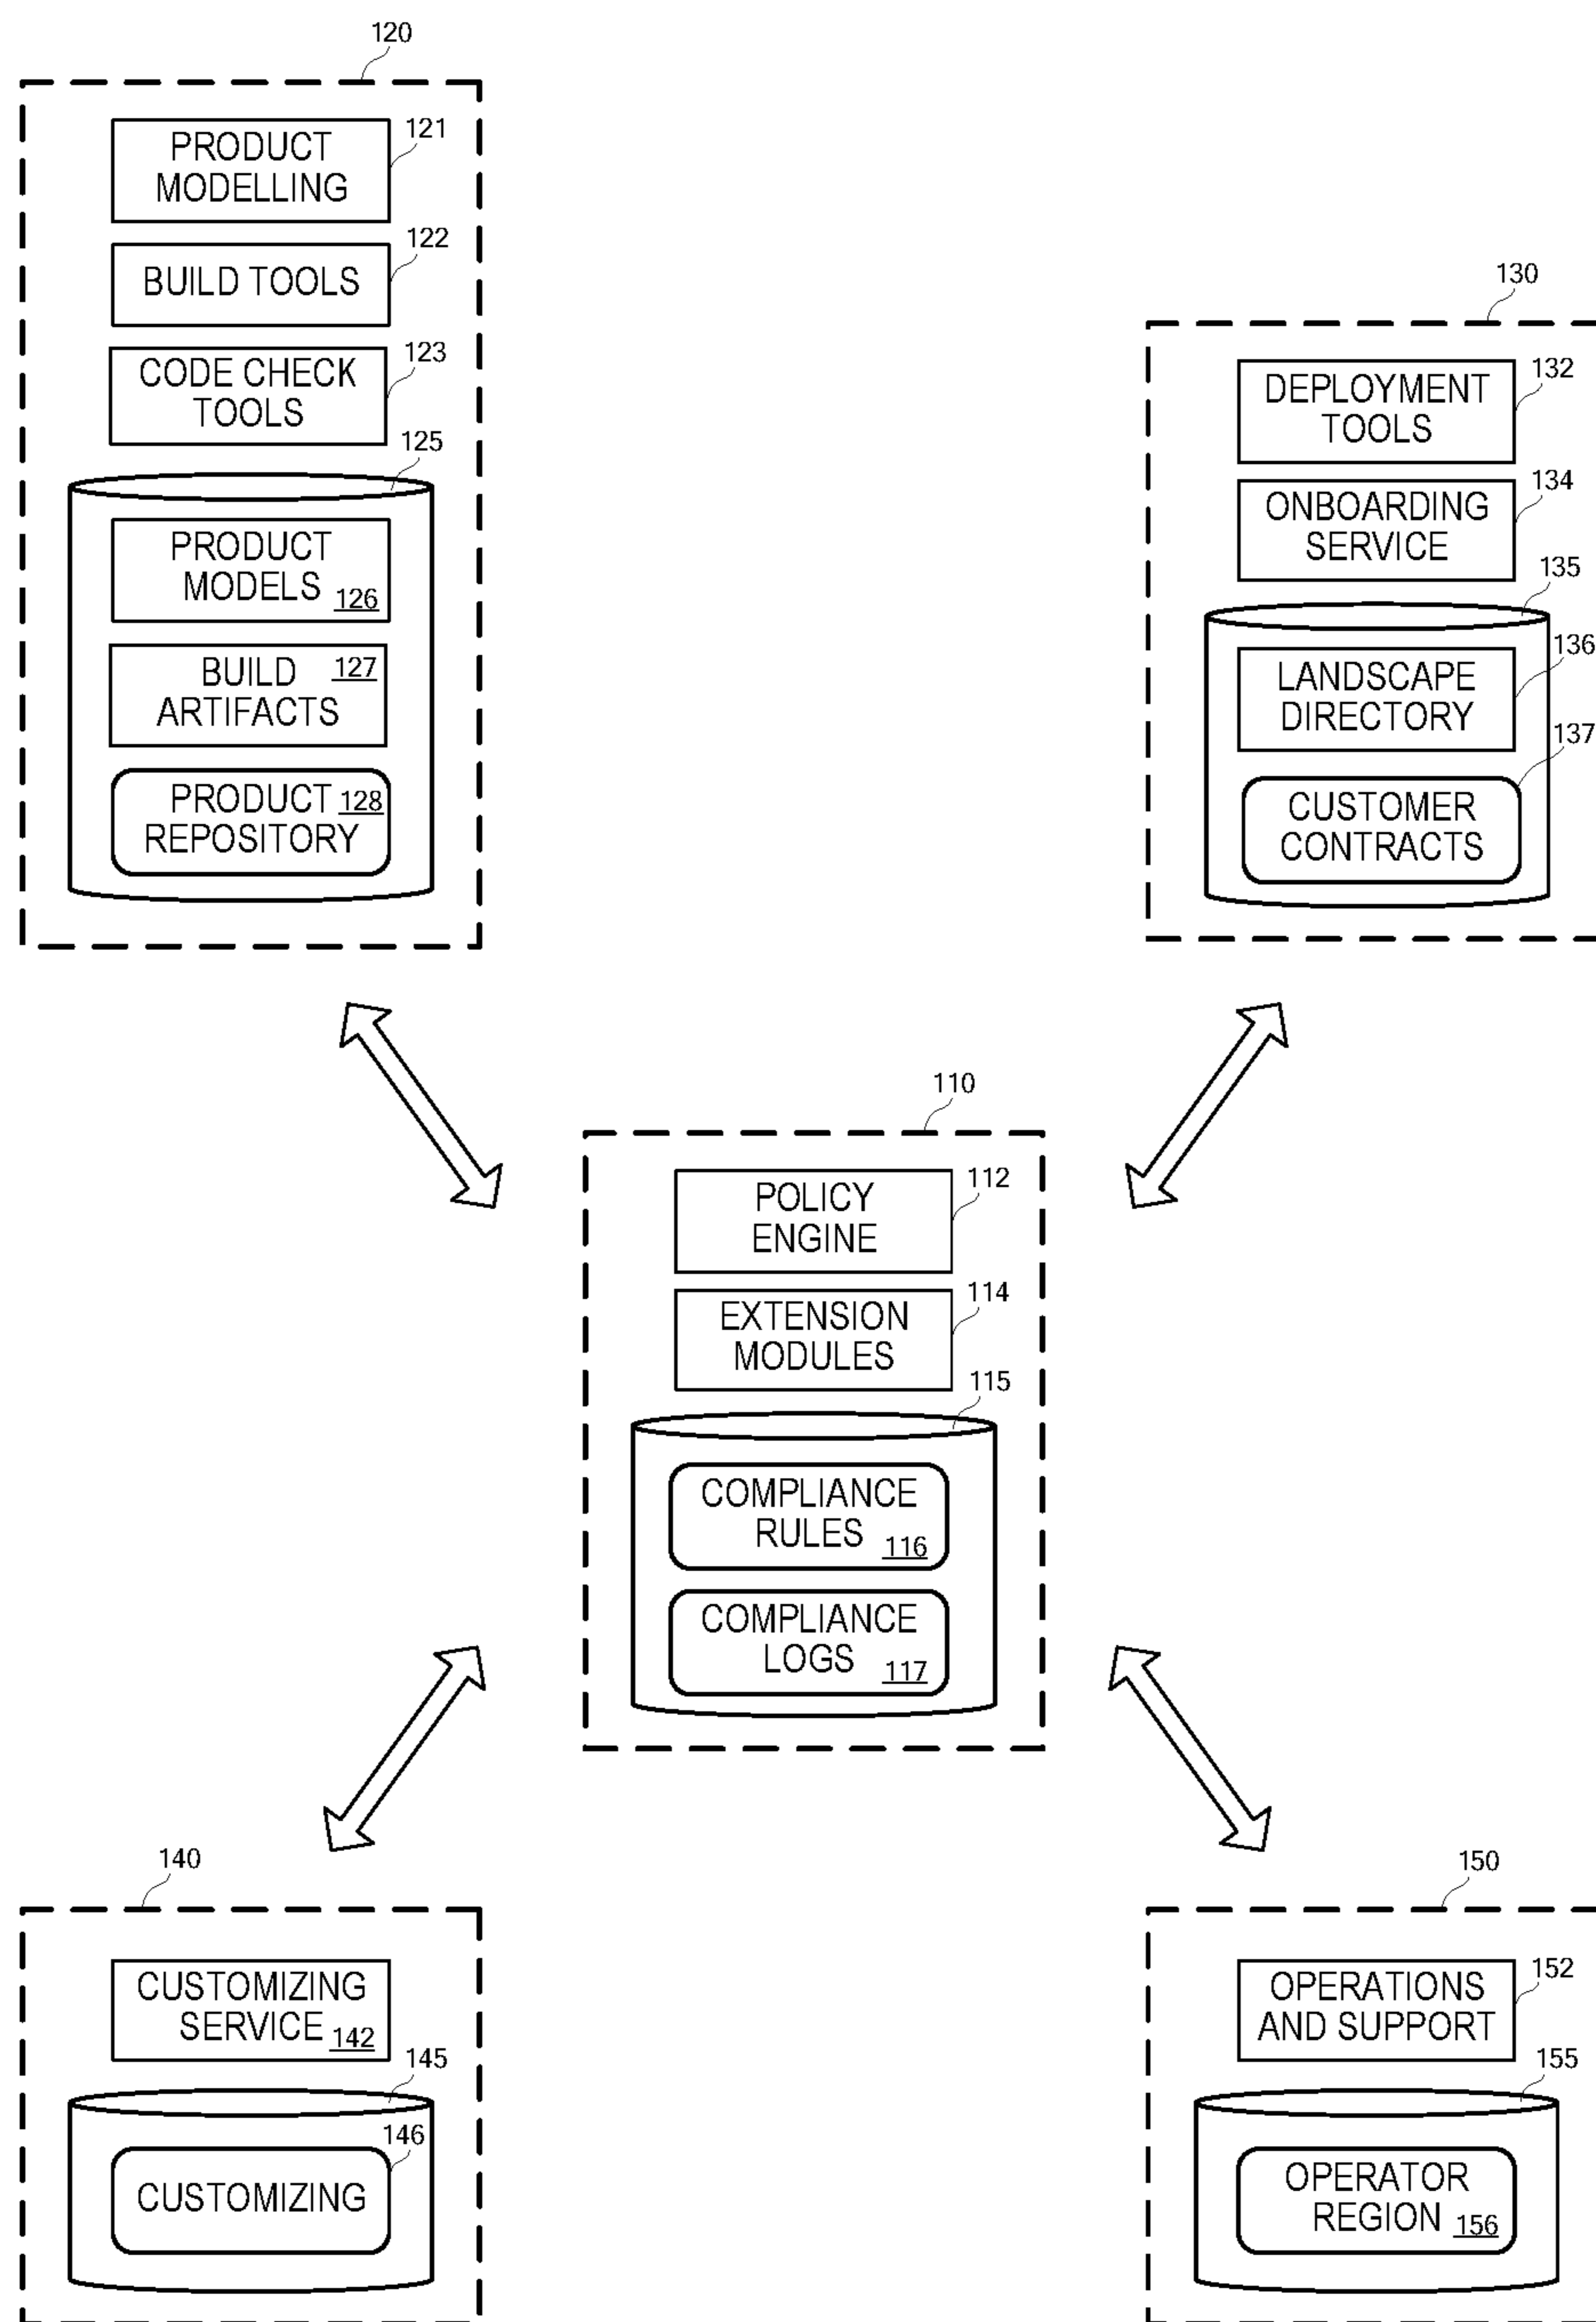 120
PRODUCT
MODELLING
121
BUILD TOOLS
122
CODE CHECK
TOOLS
123
125
PRODUCT
MODELS 126
BUILD 127
ARTIFACTS
PRODUCT 128
REPOSITORY
130
DEPLOYMENT
TOOLS
132
ONBOARDING
SERVICE
134
135
LANDSCAPE
DIRECTORY
136
CUSTOMER
CONTRACTS
137
110
POLICY
ENGINE
112
EXTENSION
MODULES
114
115
COMPLIANCE
RULES 116
COMPLIANCE
LOGS 117
140
CUSTOMIZING
SERVICE 142
145
146
CUSTOMIZING
150
OPERATIONS
AND SUPPORT
152
155
OPERATOR
REGION 156